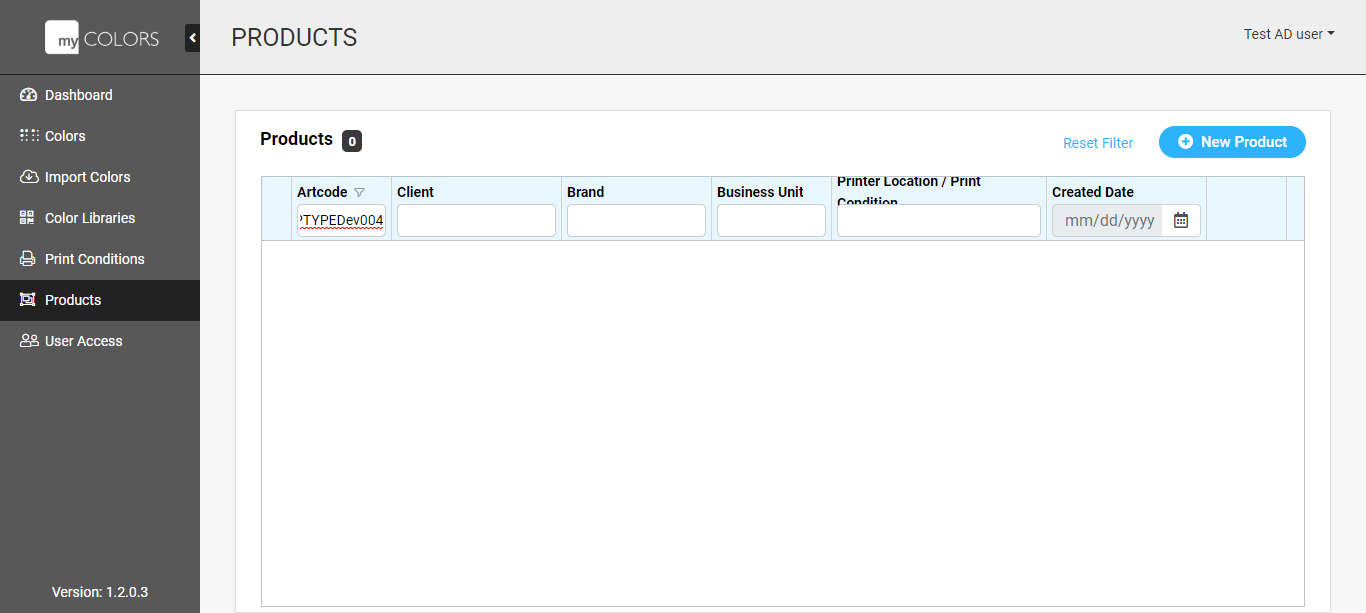 my COLORS
PRODUCTS
Test AD user
Dashboard
Colors
Import Colors
Color Libraries
Print Conditions
Products
User Access
Version: 1.2.0.3
Products 0
Reset Filter
New Product
Artcode
Client
Brand
Business Unit
Printer Location / Print
Condition
Created Date
TYPEDev004
mm/dd/yyyy